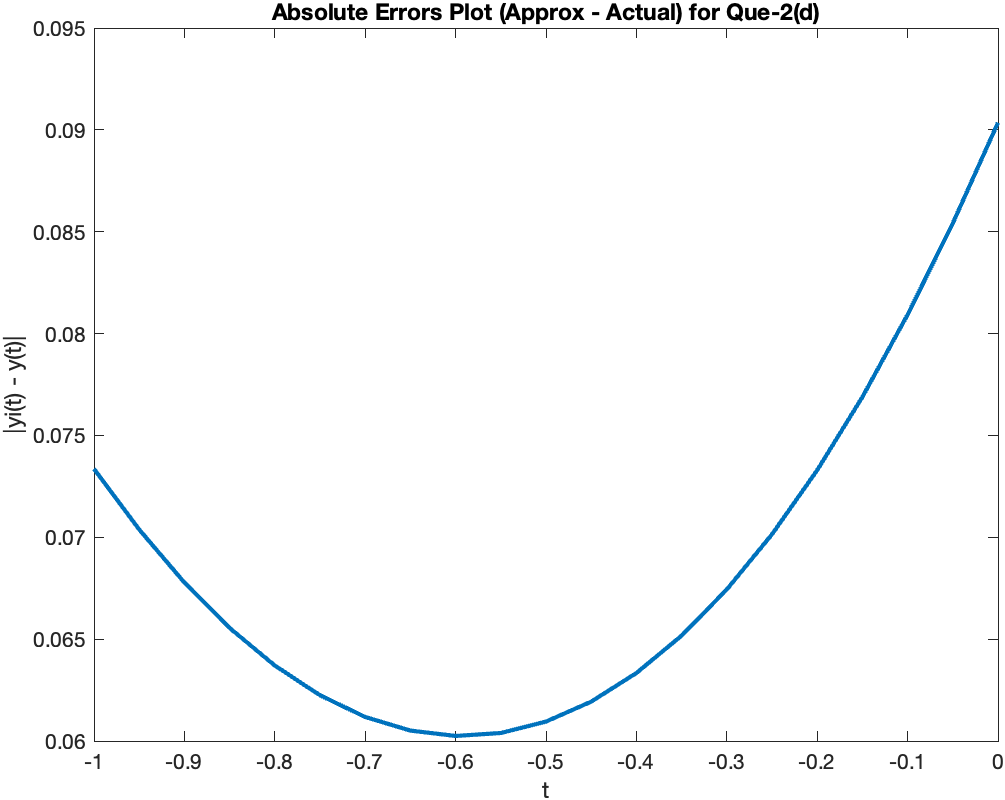 Absolute Errors Plot (Approx - Actual) for Que-2(d)
0.095
0.09
0.085
0.08
0.075
0.07
0.065
0.06
|yi(t) - y(t)|
-1 -0.9 -0.8 -0.7 -0.6 -0.5 -0.4 -0.3 -0.2 -0.1 0
t